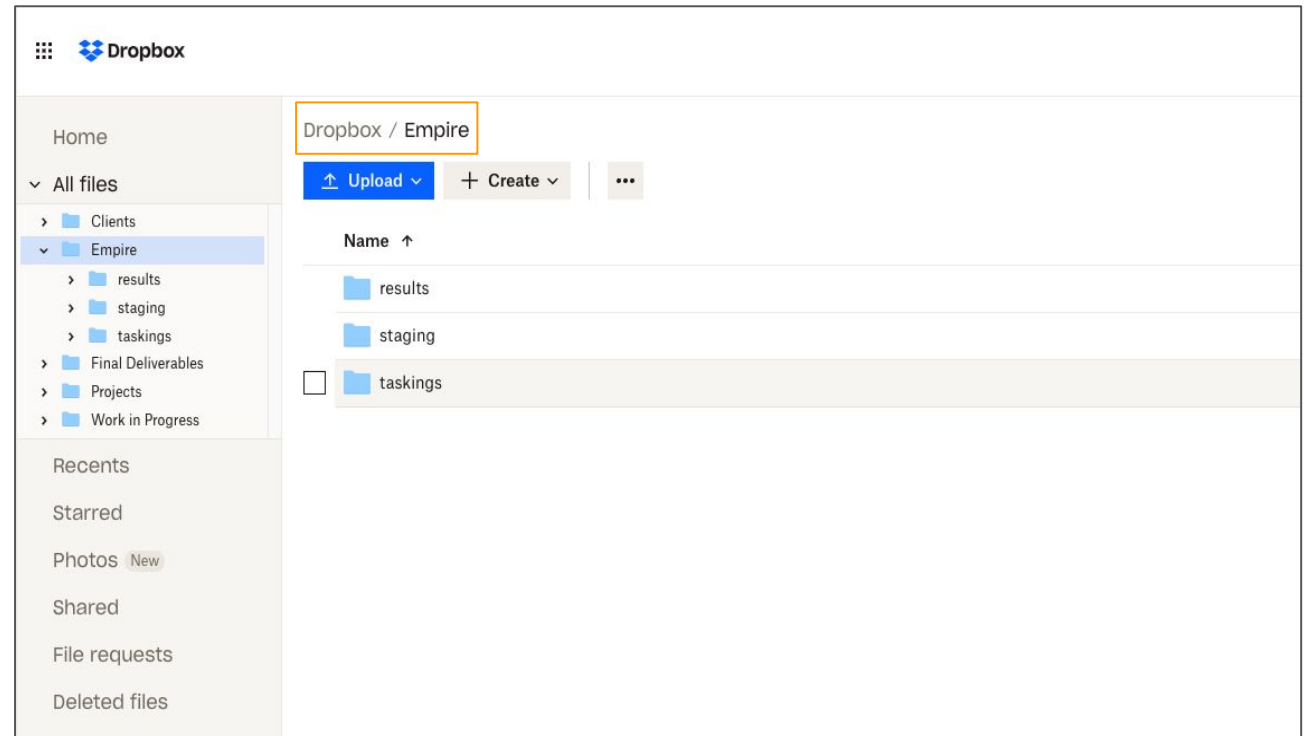 Dropbox
Home
All files
Clients
Empire
results
staging
taskings
Final Deliverables
Projects
Work in Progress
Recents
Starred
Photos New
Shared
File requests
Deleted files
Dropbox / Empire
Upload
Create
Name
results
staging
taskings